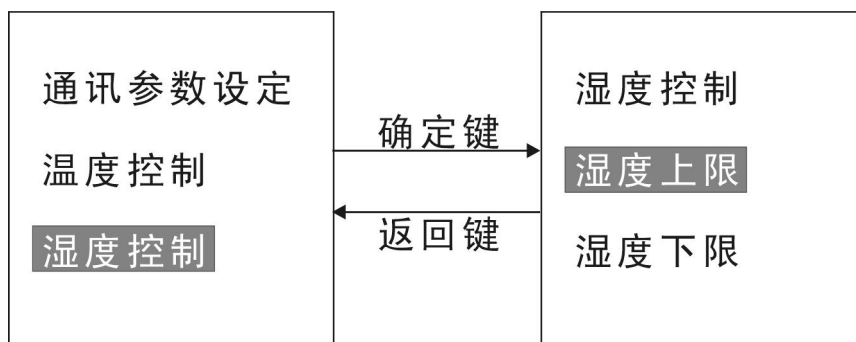 通讯参数设定
温度控制
湿度控制
确定键
返回键
湿度控制
湿度上限
湿度下限